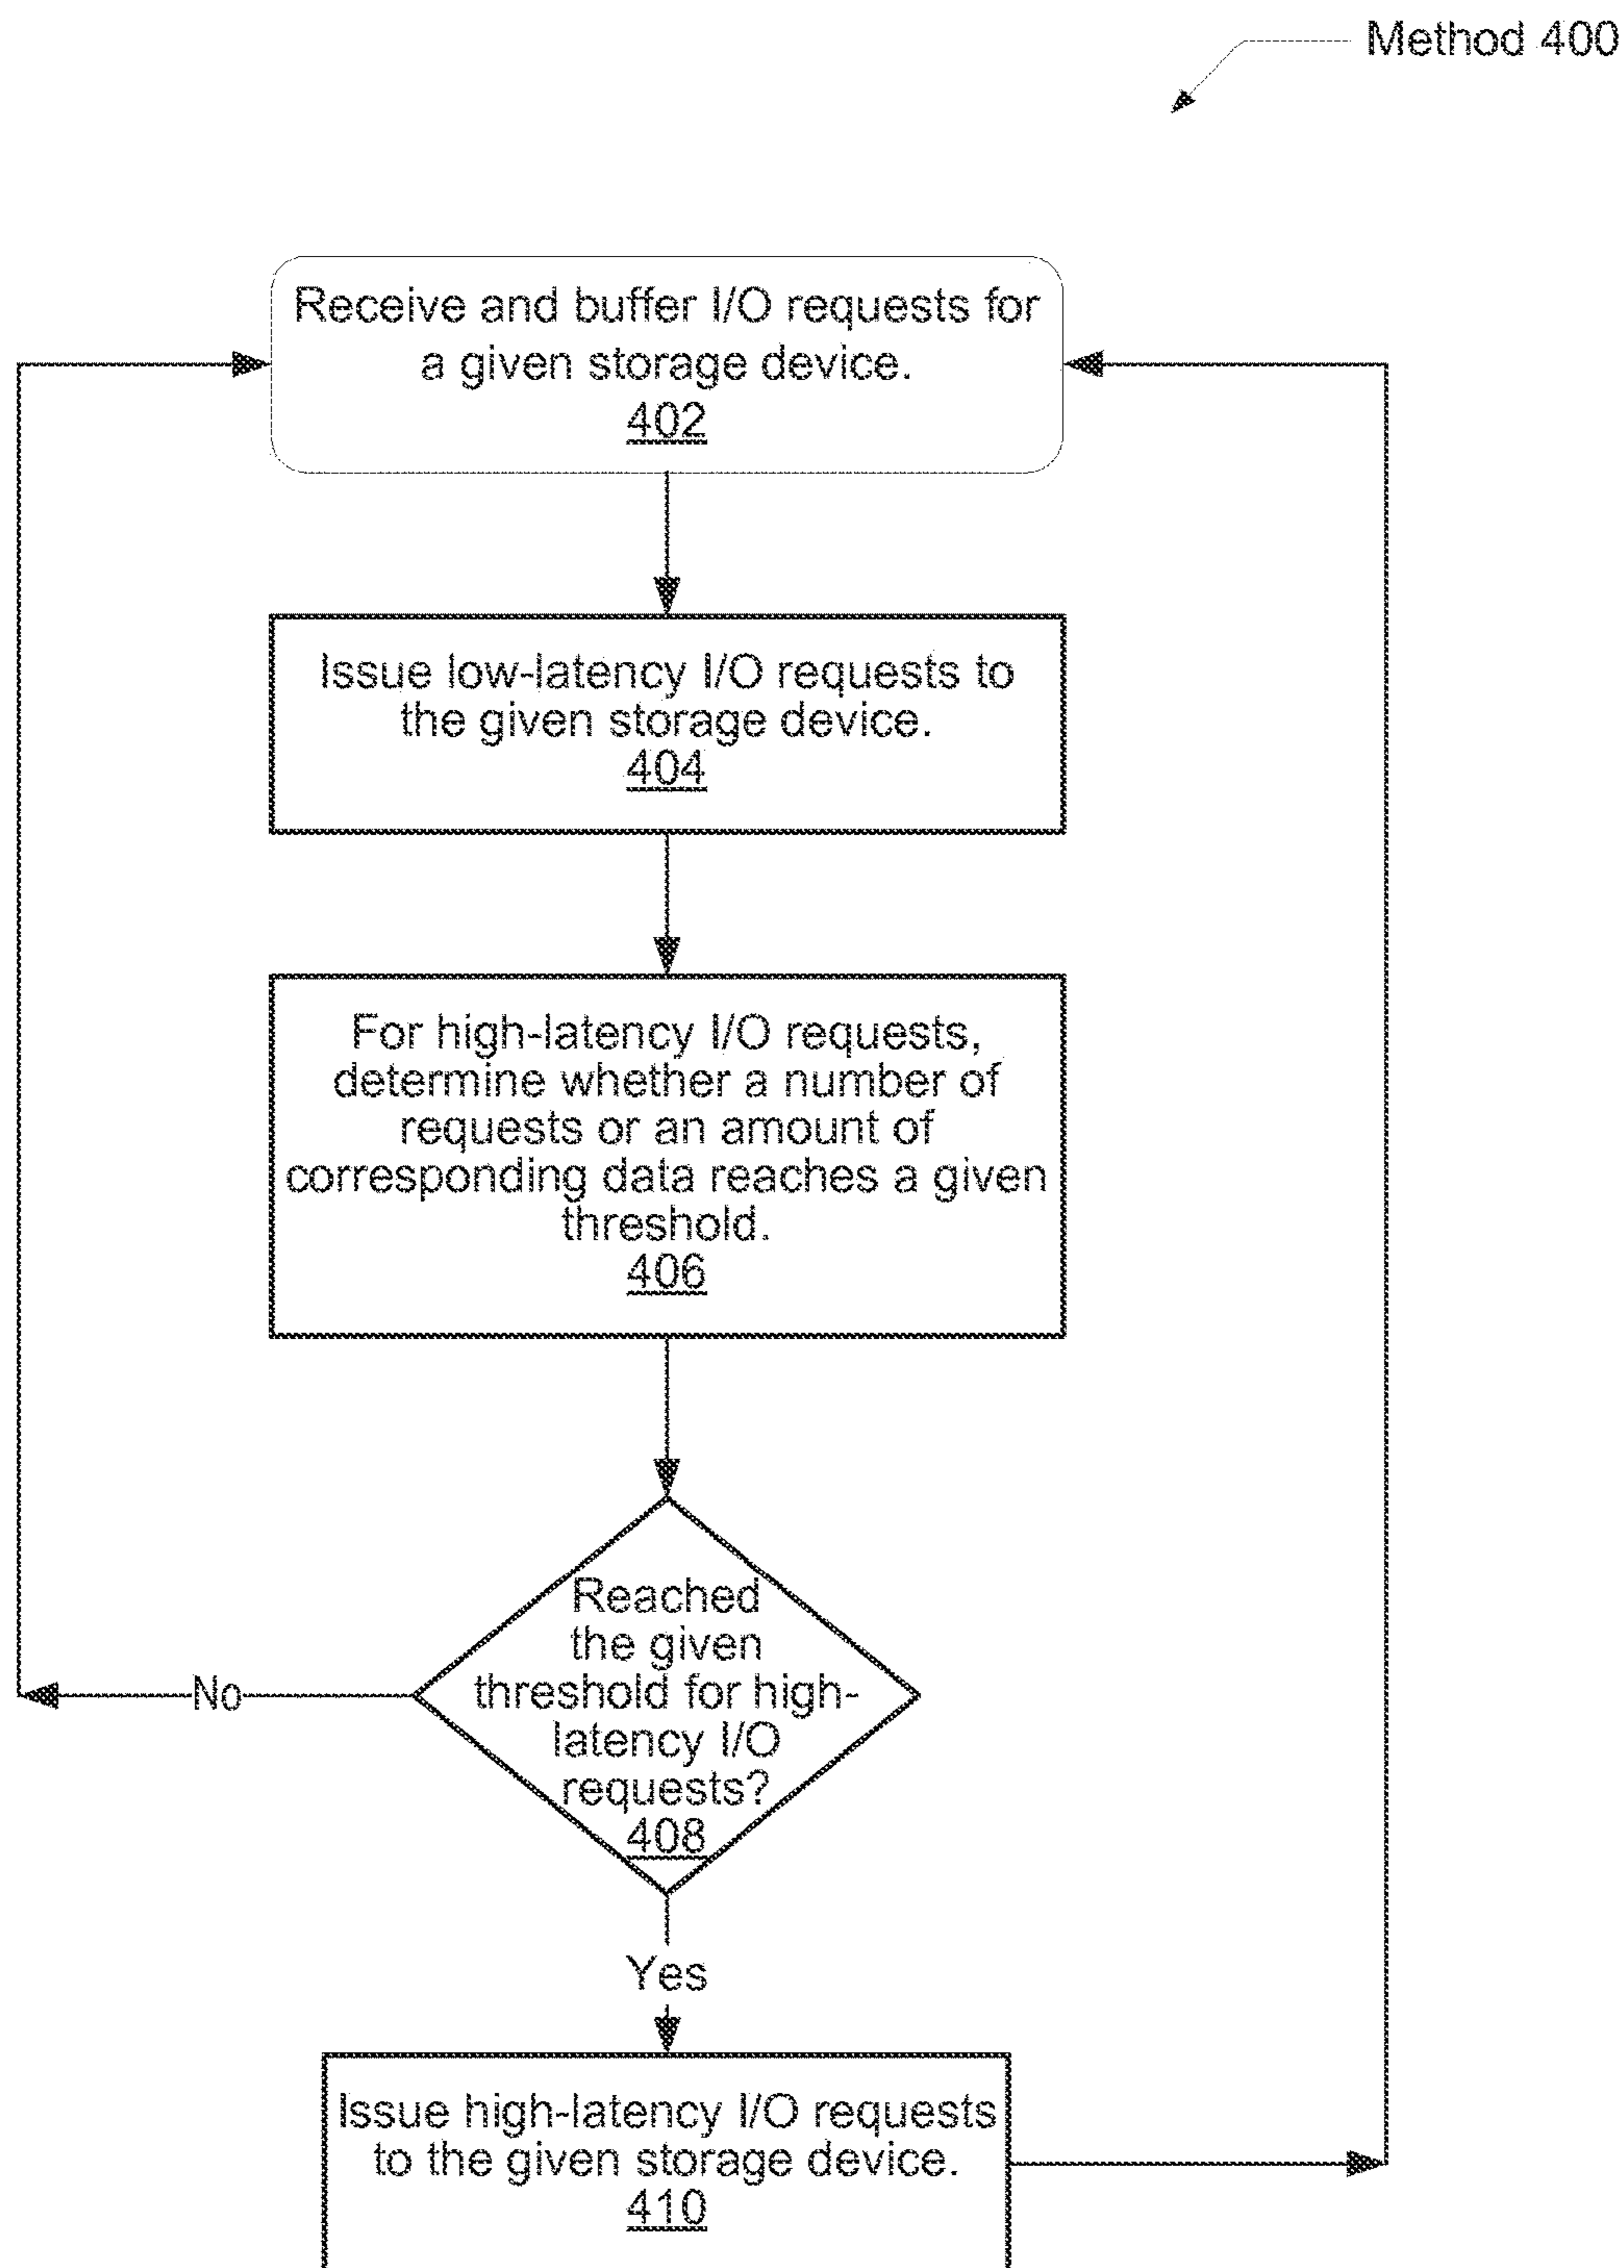 Method 400
Receive and buffer I/O requests for
a given storage device.
402
Issue low-latency I/O requests to
the given storage device.
404
For high-latency I/O requests,
determine whether a number of
requests or an amount of
corresponding data reaches a given
threshold.
406
Reached
the given
threshold for high-
latency I/O
requests?
408
No
Yes
Issue high-latency I/O requests
to the given storage device.
410